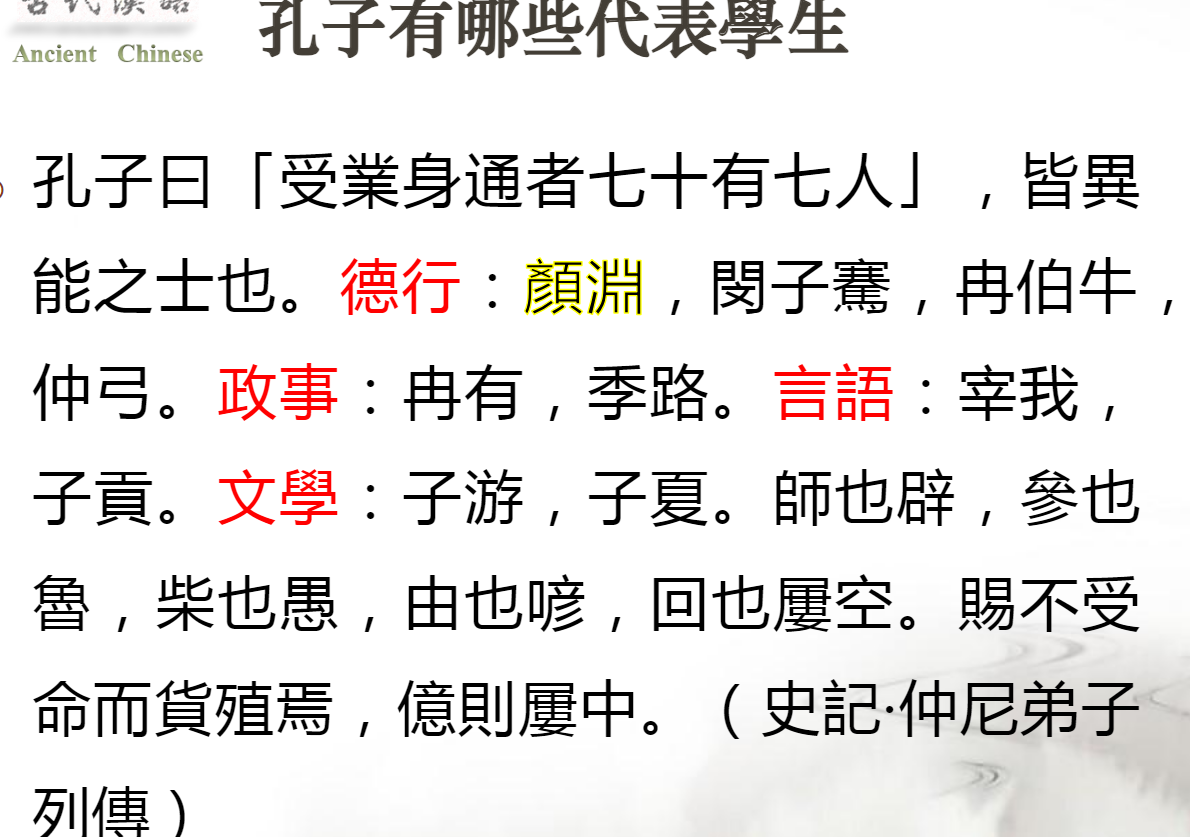 古代漢語
Ancient Chinese
孔子有哪些代表學生
孔子曰「受業身通者七十有七人」，皆異
能之士也。德行：顏淵，閔子騫，冉伯牛，
仲弓。政事：冉有，季路。言語：宰我，
子貢。文學：子游，子夏。師也辟，參也
魯，柴也愚，由也喭，回也屢空。賜不受
命而貨殖焉，億則屢中。（史記·仲尼弟子
列傳）